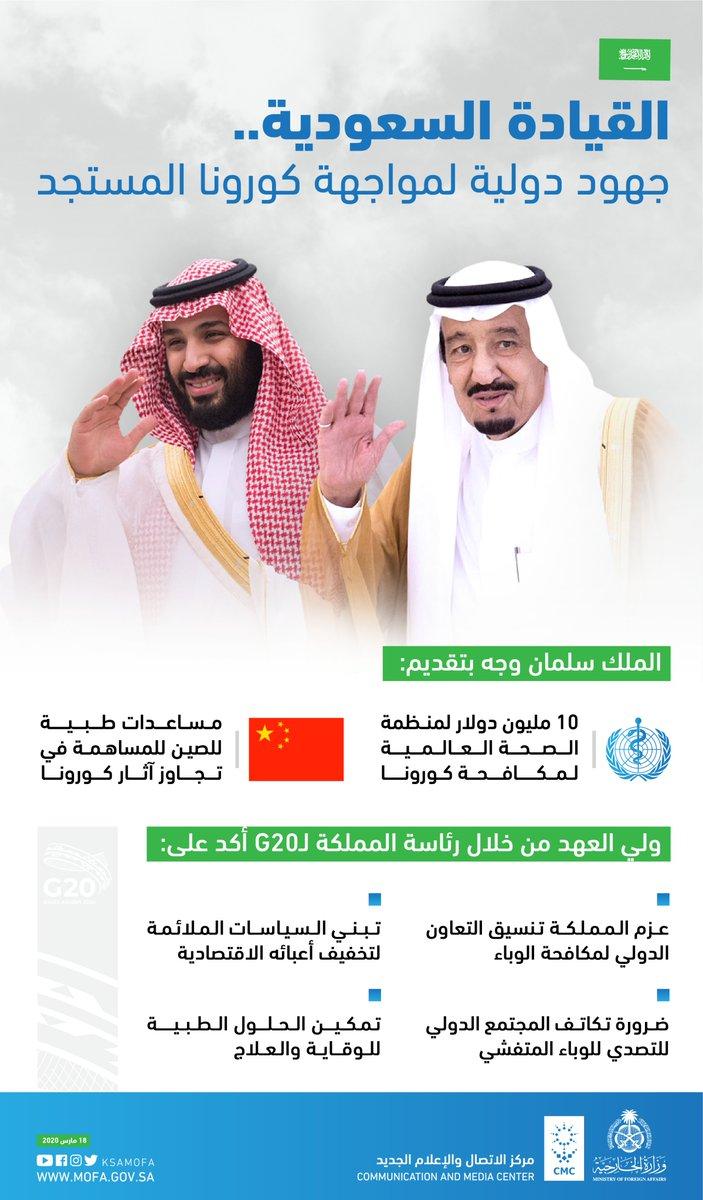 القيادة السعودية..
جهود دولية لمواجهة كورونا المستجد
الملك سلمان وجه بتقديم:
10 مليون دولار لمنظمة
الصحة العالمية
لمكافحة كورونا
مساعدات طبية
للصين للمساهمة في
تجاوز آثار كورونا
ولي العهد من خلال رئاسة المملكة لـG20 أكد على:
عزم المملكة تنسيق التعاون
الدولي لمكافحة الوباء
تبني السياسات الملائمة
لتخفيف أعبائه الاقتصادية
ضرورة تكاتف المجتمع الدولي
للتصدي للوباء المتفشي
تمكين الحلول الطبية
للوقاية والعلاج
G20
وزارة الخارجية
MINISTRY OF FOREIGN AFFAIRS
CMC
مركز الاتصال والإعلام الجديد
COMMUNICATION AND MEDIA CENTER
18 مارس 2020
KSAMOFA
WWW.MOFA.GOV.SA